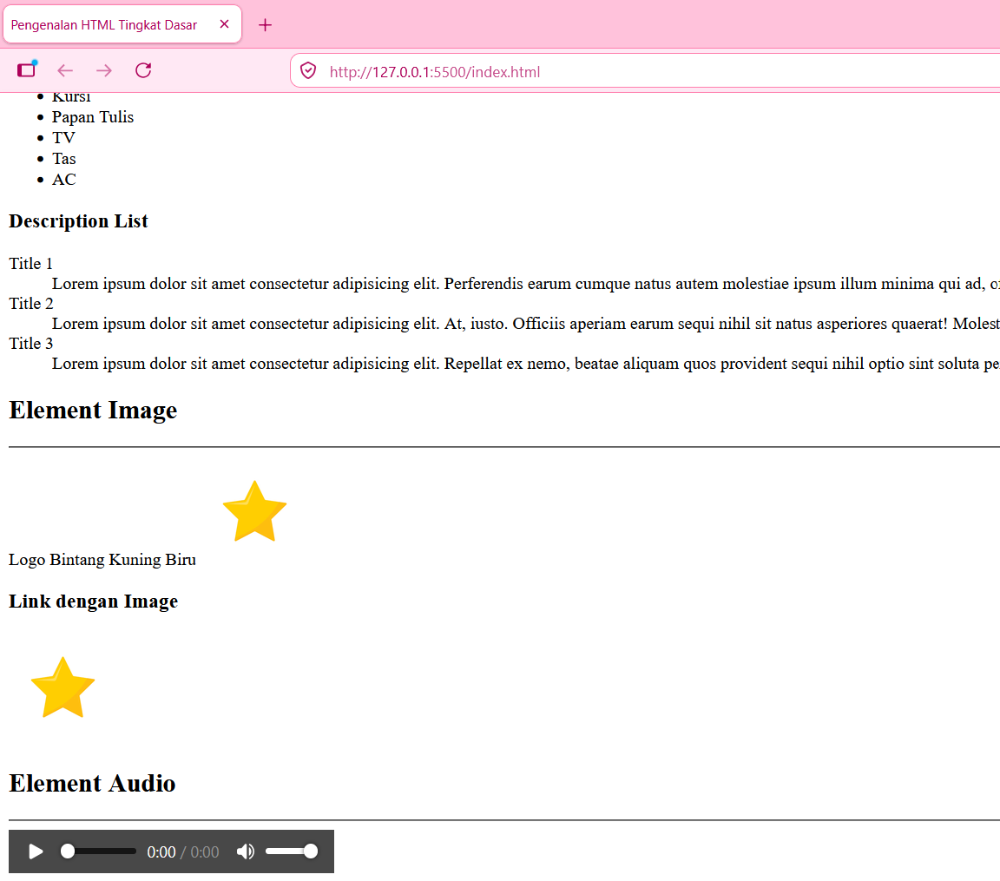 Pengenalan HTML Tingkat Dasar
http://127.0.0.1:5500/index.html
Kursi
Papan Tulis
TV
Tas
AC
Description List
Title 1
Lorem ipsum dolor sit amet consectetur adipisicing elit. Perferendis earum cumque natus autem molestiae ipsum illum minima qui ad,
Title 2
Lorem ipsum dolor sit amet consectetur adipisicing elit. At, iusto. Officiis aperiam earum sequi nihil sit natus asperiores quaerat! Molest
Title 3
Lorem ipsum dolor sit amet consectetur adipisicing elit. Repellat ex nemo, beatae aliquam quos provident sequi nihil optio sint soluta pe
Element Image
Logo Bintang Kuning Biru
Link dengan Image
Element Audio
0:00 / 0:00